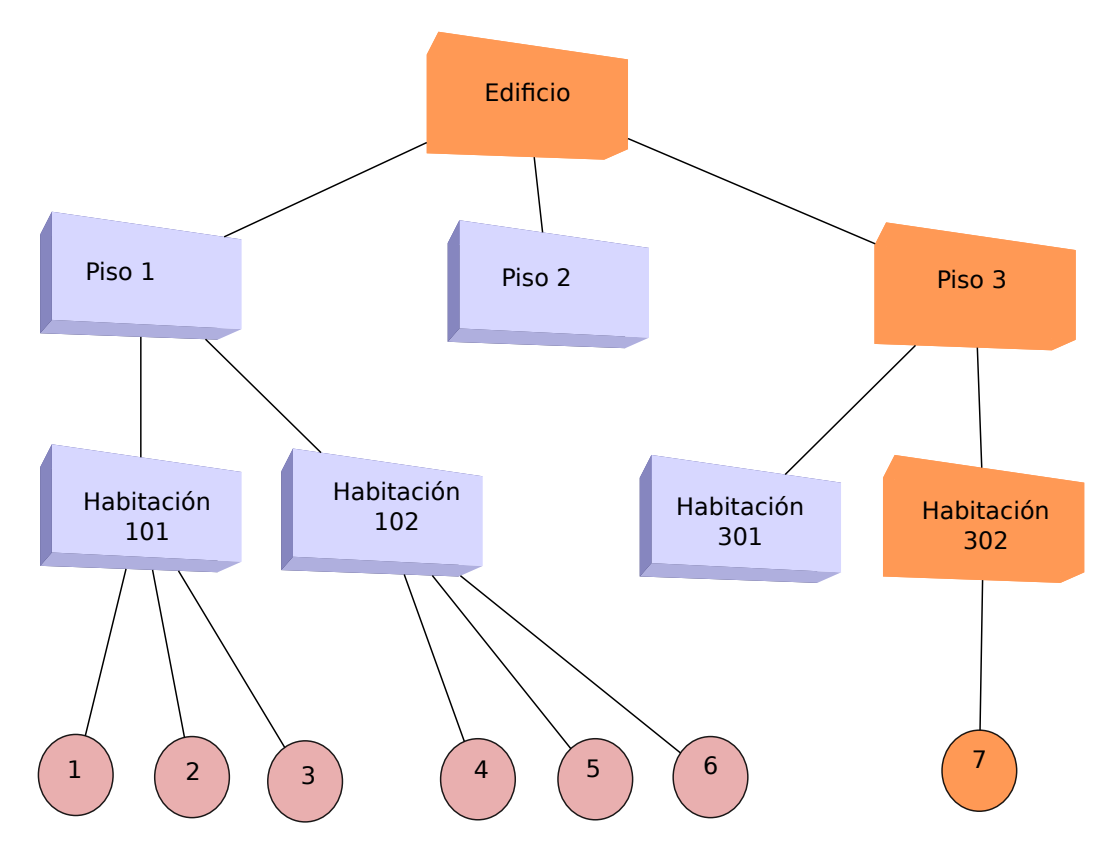 Edificio
Piso 1
Piso 2
Piso 3
Habitación
101
Habitación
102
Habitación
301
Habitación
302
1
2
3
4
5
6
7